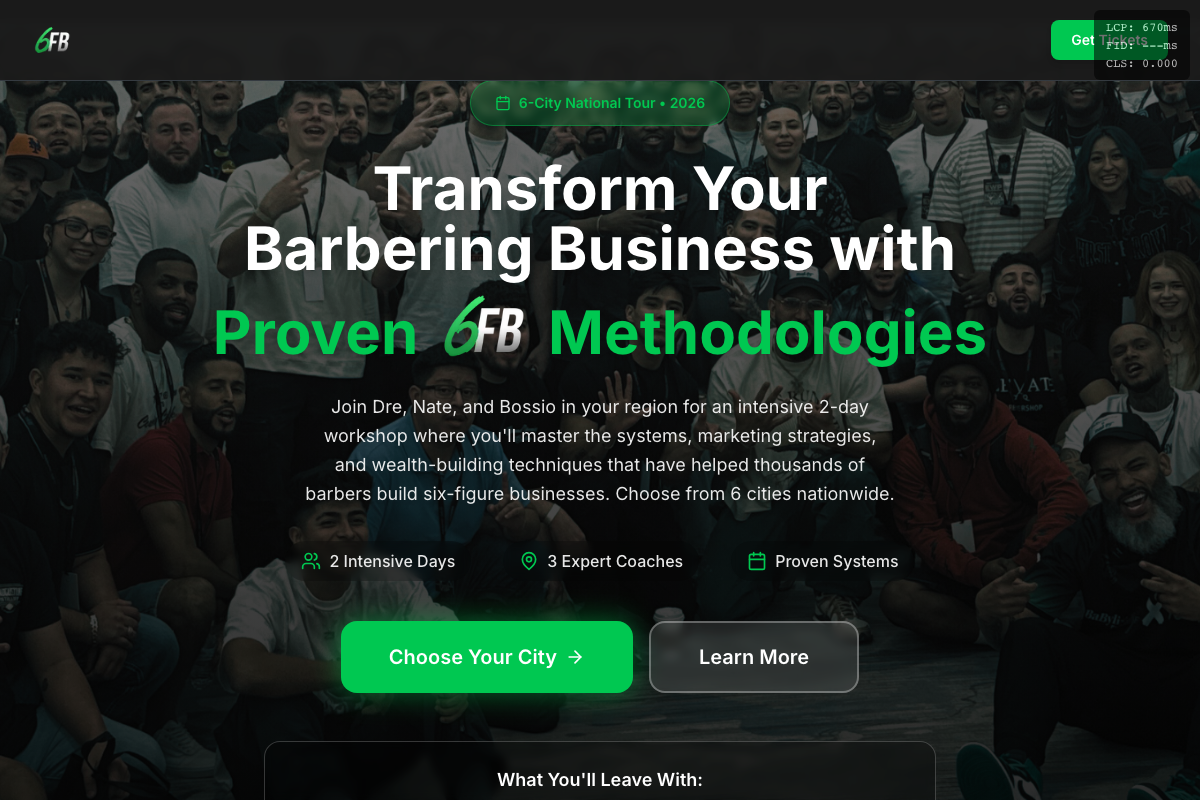 6FB
Get Tickets
LCP: 670ms
FID: ---ms
CLS: 0.000
6-City National Tour • 2026
Transform Your
Barbering Business with
Proven 6FB Methodologies
Join Dre, Nate, and Bossio in your region for an intensive 2-day
workshop where you'll master the systems, marketing strategies,
and wealth-building techniques that have helped thousands of
barbers build six-figure businesses. Choose from 6 cities nationwide.
2 Intensive Days
3 Expert Coaches
Proven Systems
Choose Your City →
Learn More
What You'll Leave With: